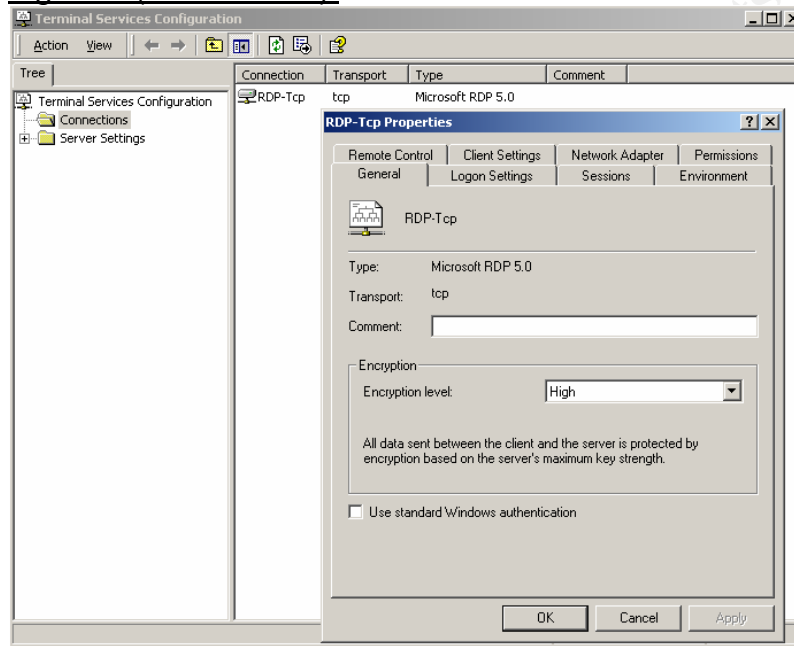 Terminal Services Configuration
Action View
Tree
Connection Transport Type Comment
Terminal Services Configuration
Connections
Server Settings
RDP-Tcp tcp Microsoft RDP 5.0
RDP-Tcp Properties
Remote Control Client Settings Network Adapter Permissions
General Logon Settings Sessions Environment
RDP-Tcp
Type: Microsoft RDP 5.0
Transport: tcp
Comment:
Encryption
Encryption level: High
All data sent between the client and the server is protected by
encryption based on the server's maximum key strength.
Use standard Windows authentication
OK Cancel Apply